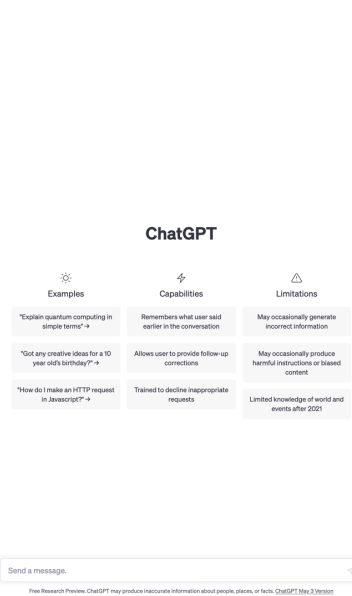 ChatGPT
Examples
"Explain quantum computing in
simple terms" →
"Got any creative ideas for a 10
year old's birthday?" →
"How do I make an HTTP request
in Javascript?" →
Capabilities
Remembers what user said
earlier in the conversation
Allows user to provide follow-up
corrections
Trained to decline inappropriate
requests
Limitations
May occasionally generate
incorrect information
May occasionally produce
harmful instructions or biased
content
Limited knowledge of world and
events after 2021
Send a message.
Free Research Preview. ChatGPT may produce inaccurate information about people, places, or facts. ChatGPT May 3 Version